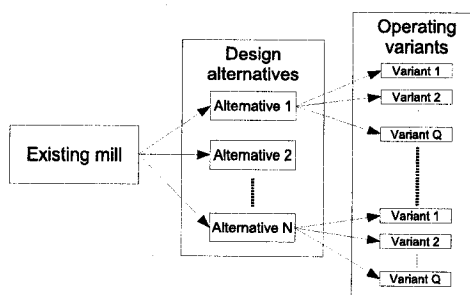 Existing mill
Design
alternatives
Alternative 1
Alternative 2
Alternative N
Operating
variants
Variant 1
Variant 2
Variant Q
Variant 1
Variant 2
Variant Q